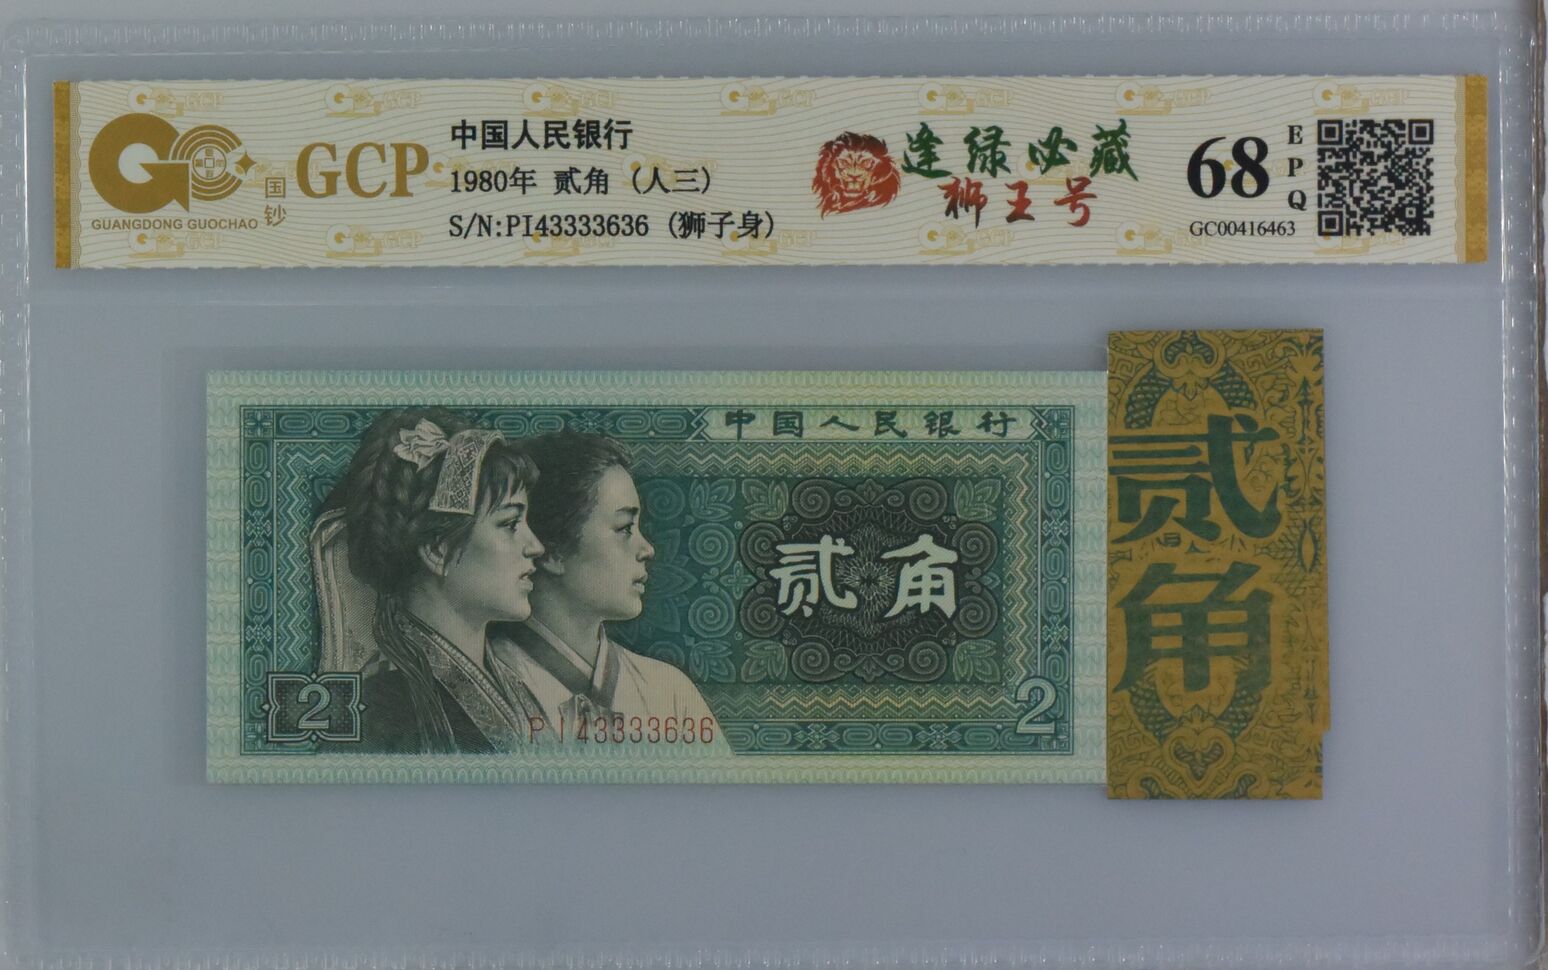 GUANGDONG GUOCHAO
国钞
GCP
中国人民银行
1980年 贰角 (人三)
S/N:PI43333636 (狮子身)
逢绿必藏
狮王号
68
EPQ
GC00416463
中国人民银行
贰角
2
PI43333636
2
贰角